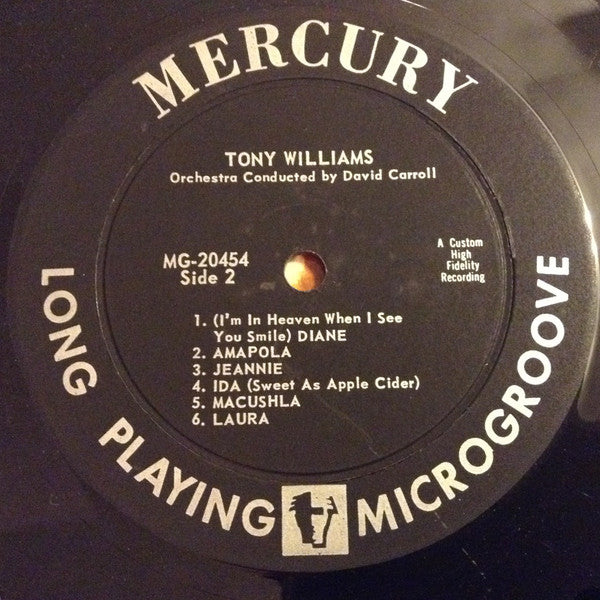 MERCURY
TONY WILLIAMS
Orchestra Conducted by David Carroll
MG-20454
Side 2
A Custom
High
Fidelity
Recording
1. (I'm In Heaven When I See
You Smile) DIANE
2. AMAPOLA
3. JEANNIE
4. IDA (Sweet As Apple Cider)
5. MACUSHLA
6. LAURA
LONG PLAYING MICROGROOVE